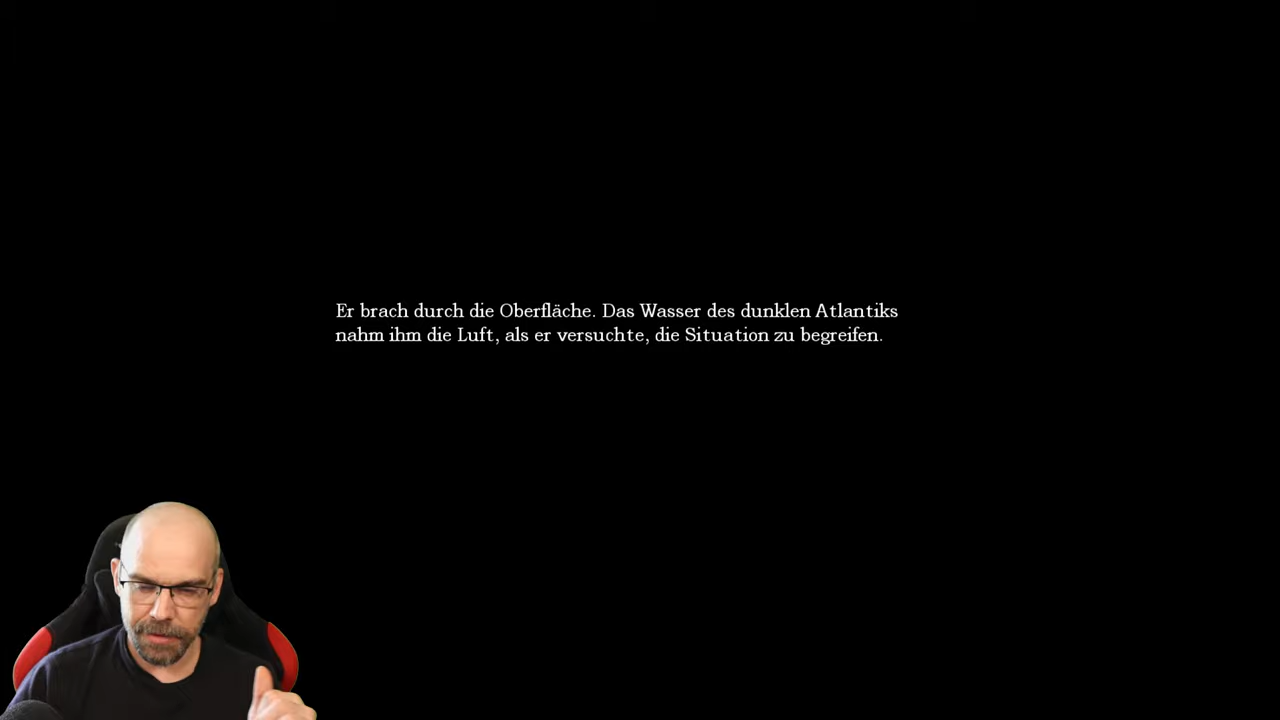 Er brach durch die Oberfläche. Das Wasser des dunklen Atlantiks
nahm ihm die Luft, als er versuchte, die Situation zu begreifen.